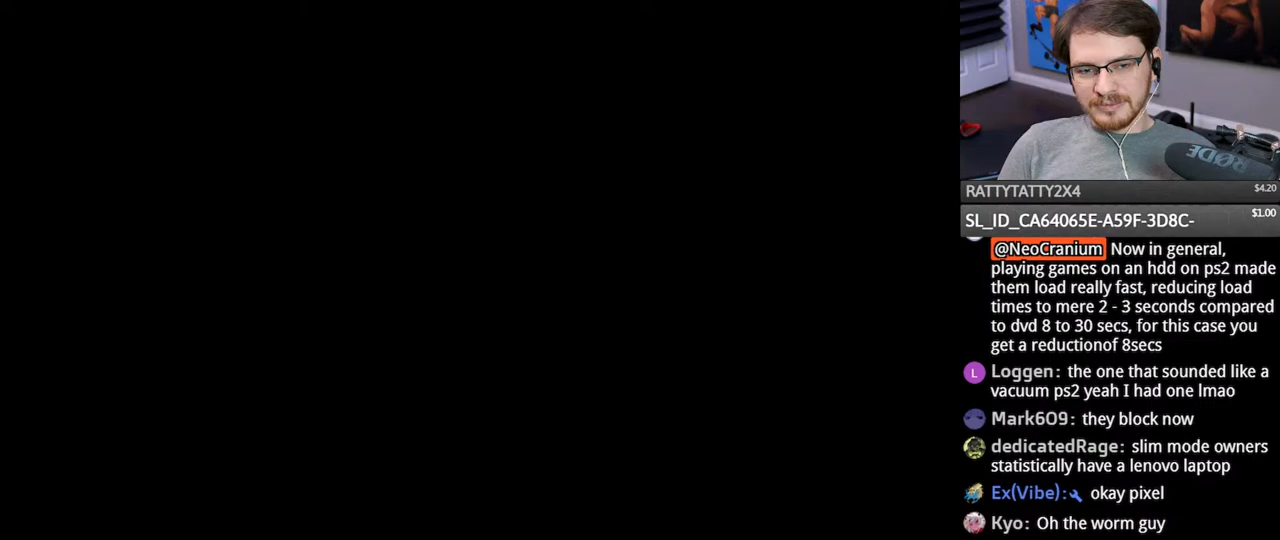 RØDE
RATTYTATTY2X4 $4.20
SL_ID_CA64065E-A59F-3D8C- $1.00
@NeoCranium Now in general,
playing games on an hdd on ps2 made
them load really fast, reducing load
times to mere 2 - 3 seconds compared
to dvd 8 to 30 secs, for this case you
get a reductionof 8secs
L Loggen: the one that sounded like a
vacuum ps2 yeah I had one lmao
Mark609: they block now
dedicatedRage: slim mode owners
statistically have a lenovo laptop
Ex(Vibe): okay pixel
Kyo: Oh the worm guy